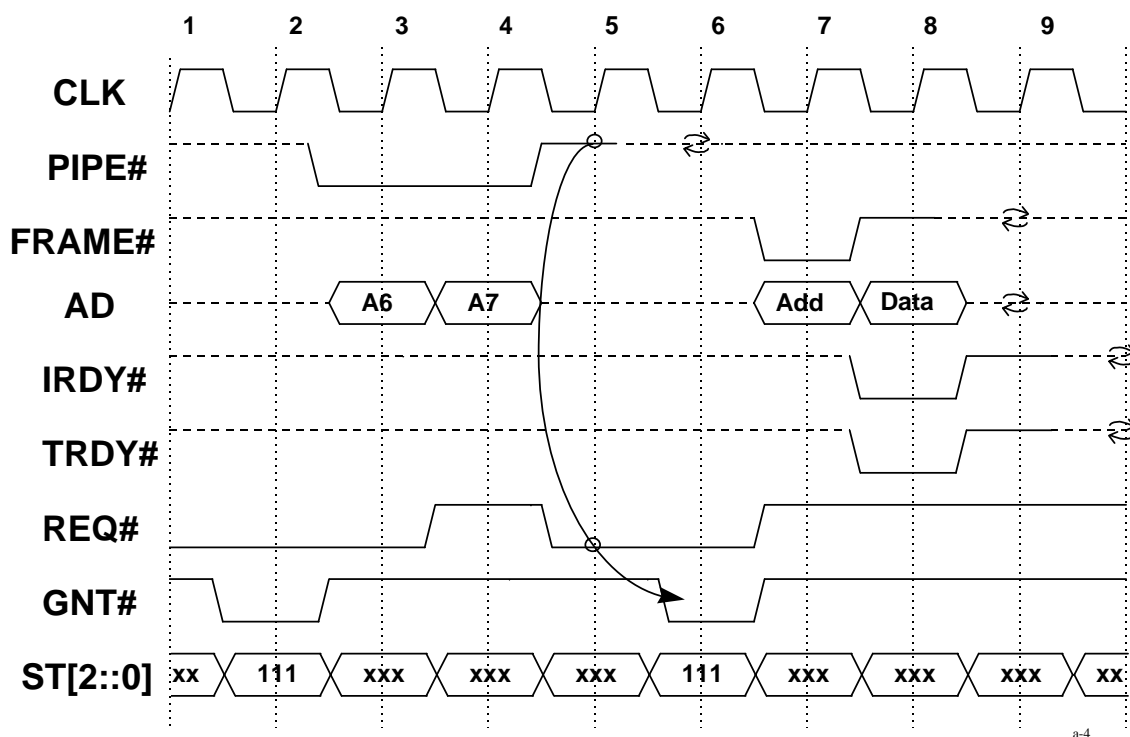 1 2 3 4 5 6 7 8 9
CLK
PIPE#
FRAME#
AD A6 A7 Add Data
IRDY#
TRDY#
REQ#
GNT#
ST[2::0] xx 111 xxx xxx xxx 111 xxx xxx xxx xx
a-4